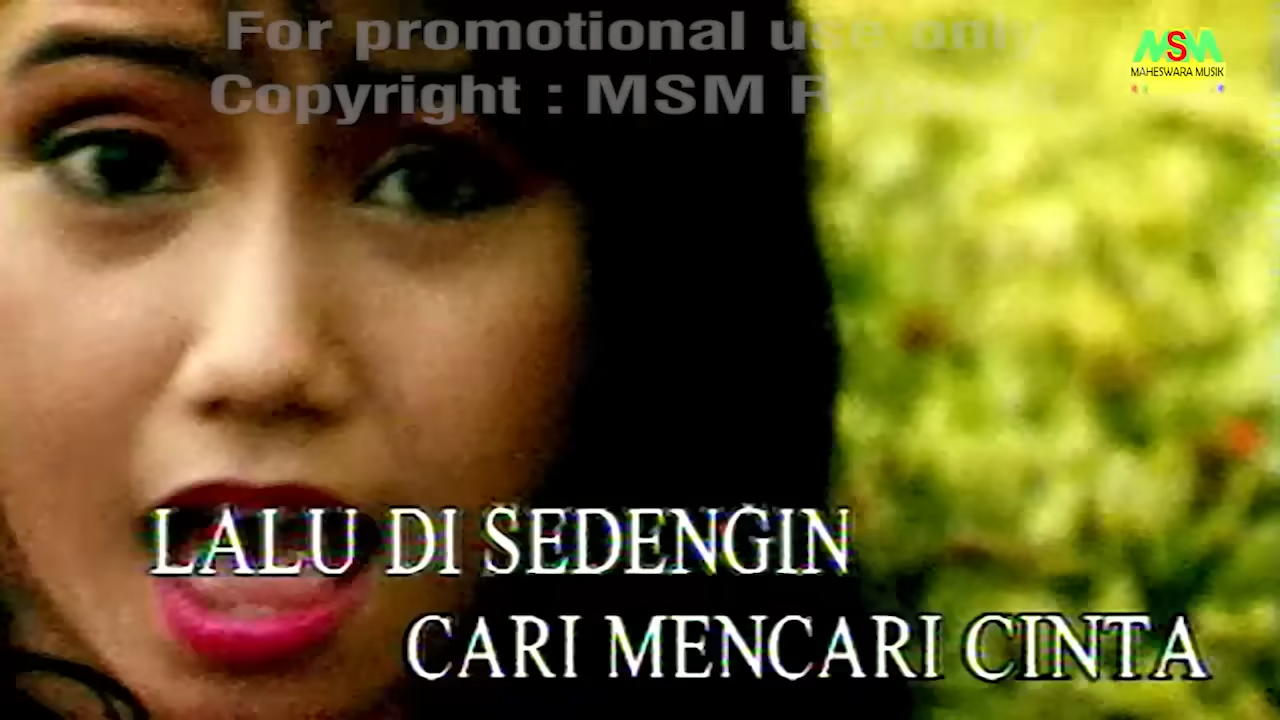 For promotional use only
Copyright : MSM
MSM
MAHESWARA MUSIK
LALU DI SEDENGIN
CARI MENCARI CINTA